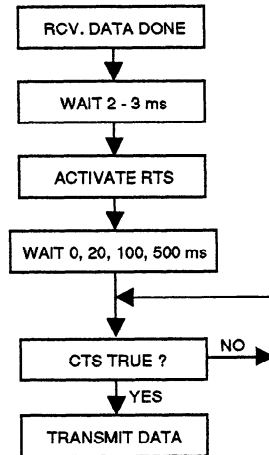 RCV. DATA DONE
WAIT 2 - 3 ms
ACTIVATE RTS
WAIT 0, 20, 100, 500 ms
CTS TRUE ?
NO
YES
TRANSMIT DATA